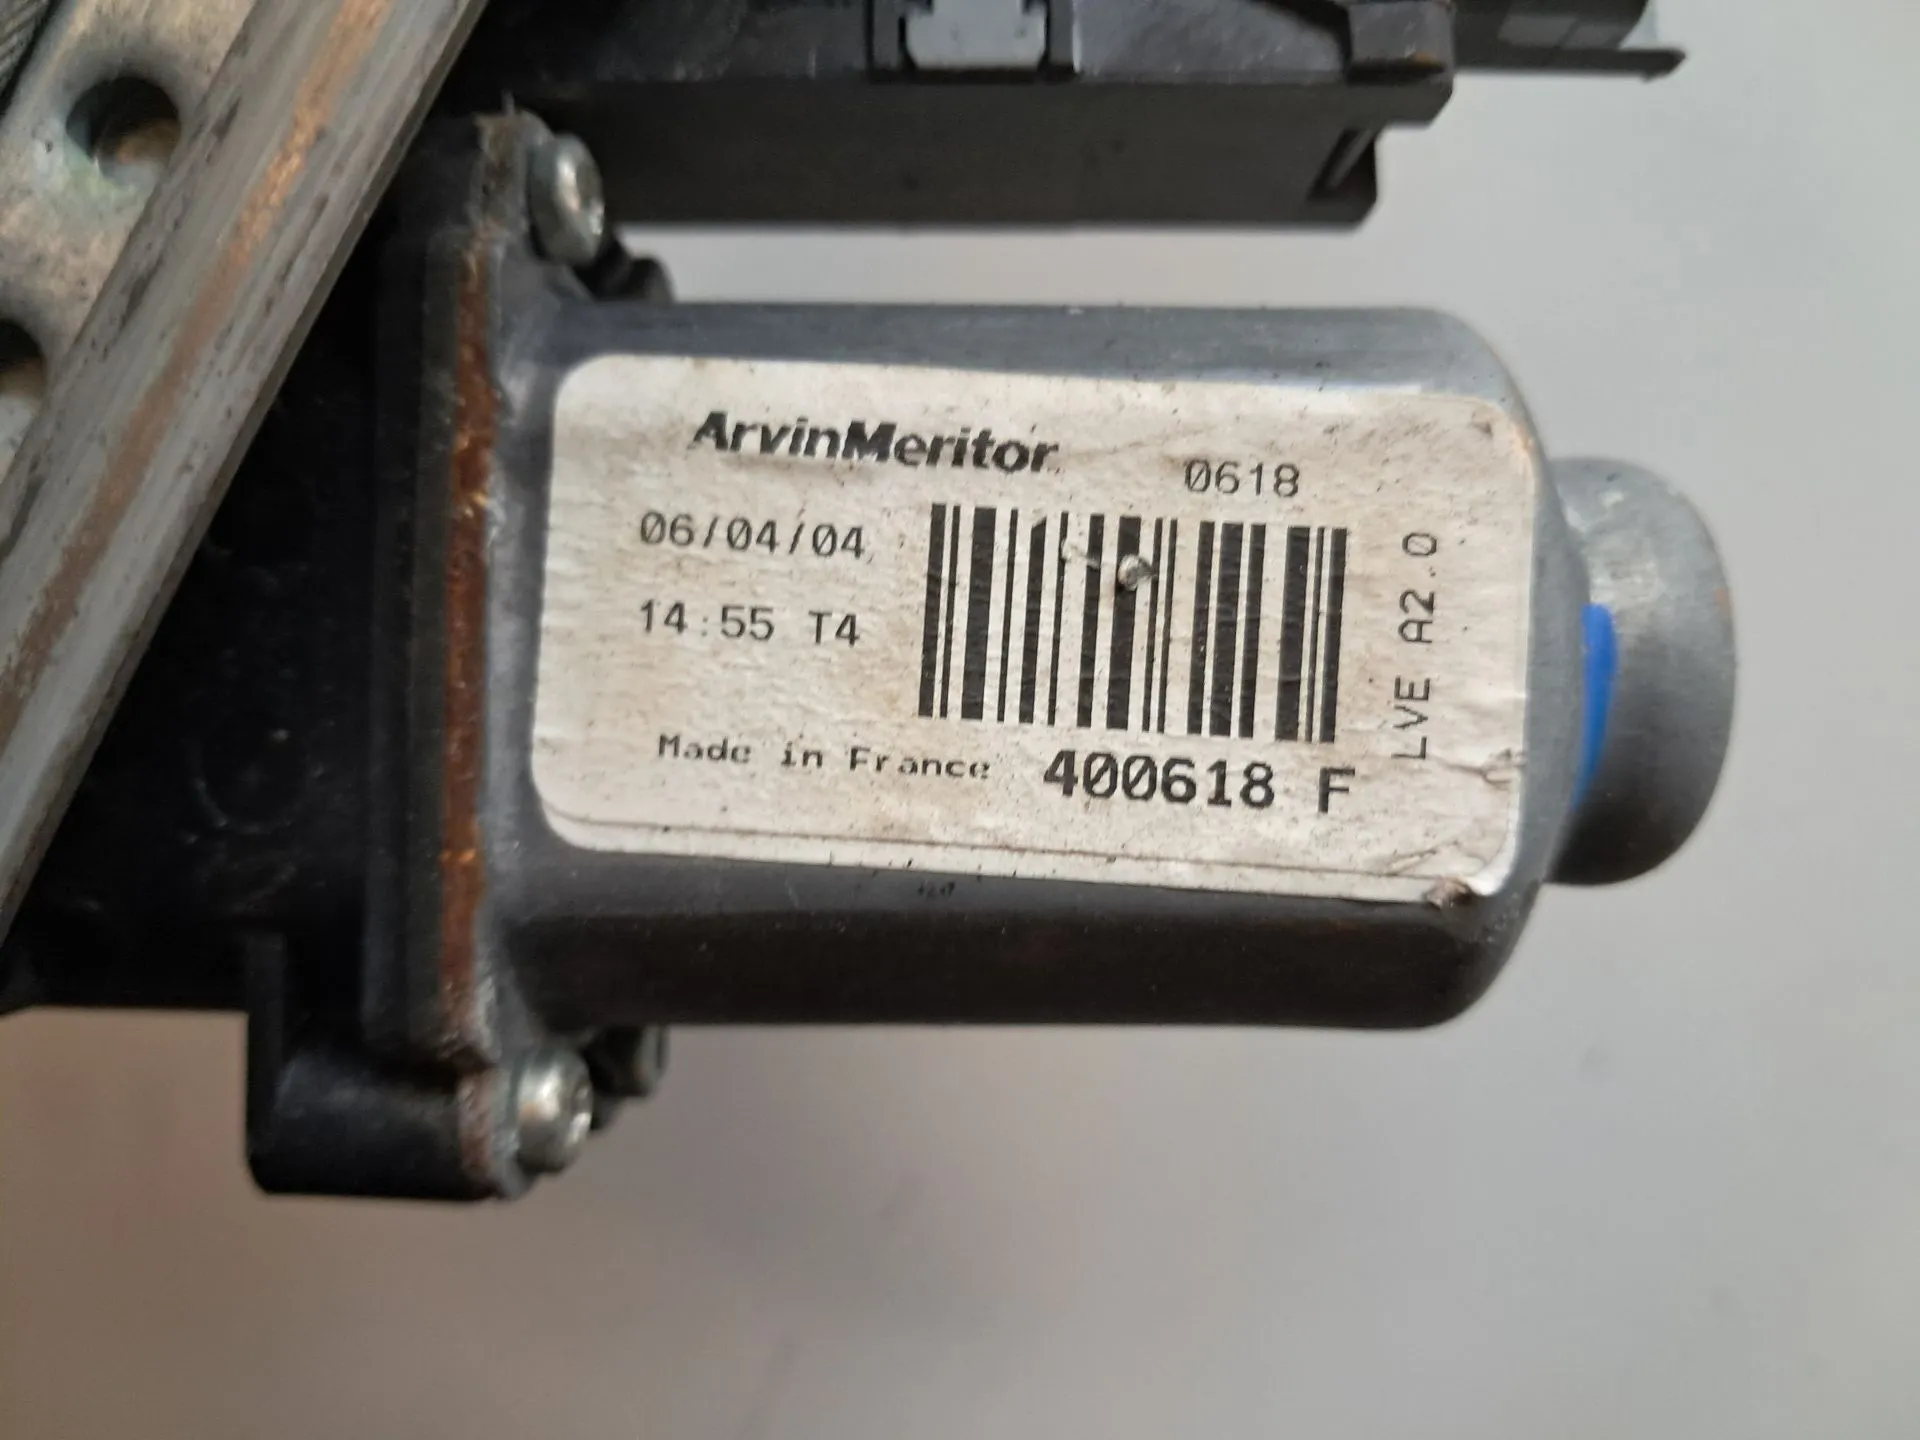 ArvinMeritor 0618
06/04/04
14:55 T4
Made in France 400618 F
LVE A2.0